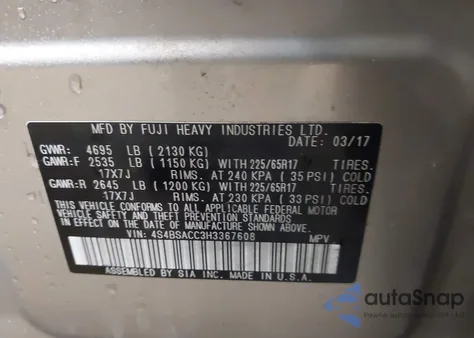 MFD BY FUJI HEAVY INDUSTRIES LTD.
DATE: 03/17
GVWR: 4695 LB (2130 KG)
GAWR:F 2535 LB (1150 KG) WITH 225/65R17 TIRES.
17X7J RIMS. AT 240 KPA (35 PSI) COLD
GAWR:R 2645 LB (1200 KG) WITH 225/65R17 TIRES.
17X7J RIMS. AT 230 KPA (33 PSI) COLD
THIS VEHICLE CONFORMS TO ALL APPLICABLE FEDERAL MOTOR
VEHICLE SAFETY AND THEFT PREVENTION STANDARDS
IN EFFECT ON THE DATE OF MANUFACTURE SHOWN ABOVE.
VIN: 4S4BSACC3H3367608 MPV
ASSEMBLED BY SIA INC. MADE IN U.S.A.
autoSnap